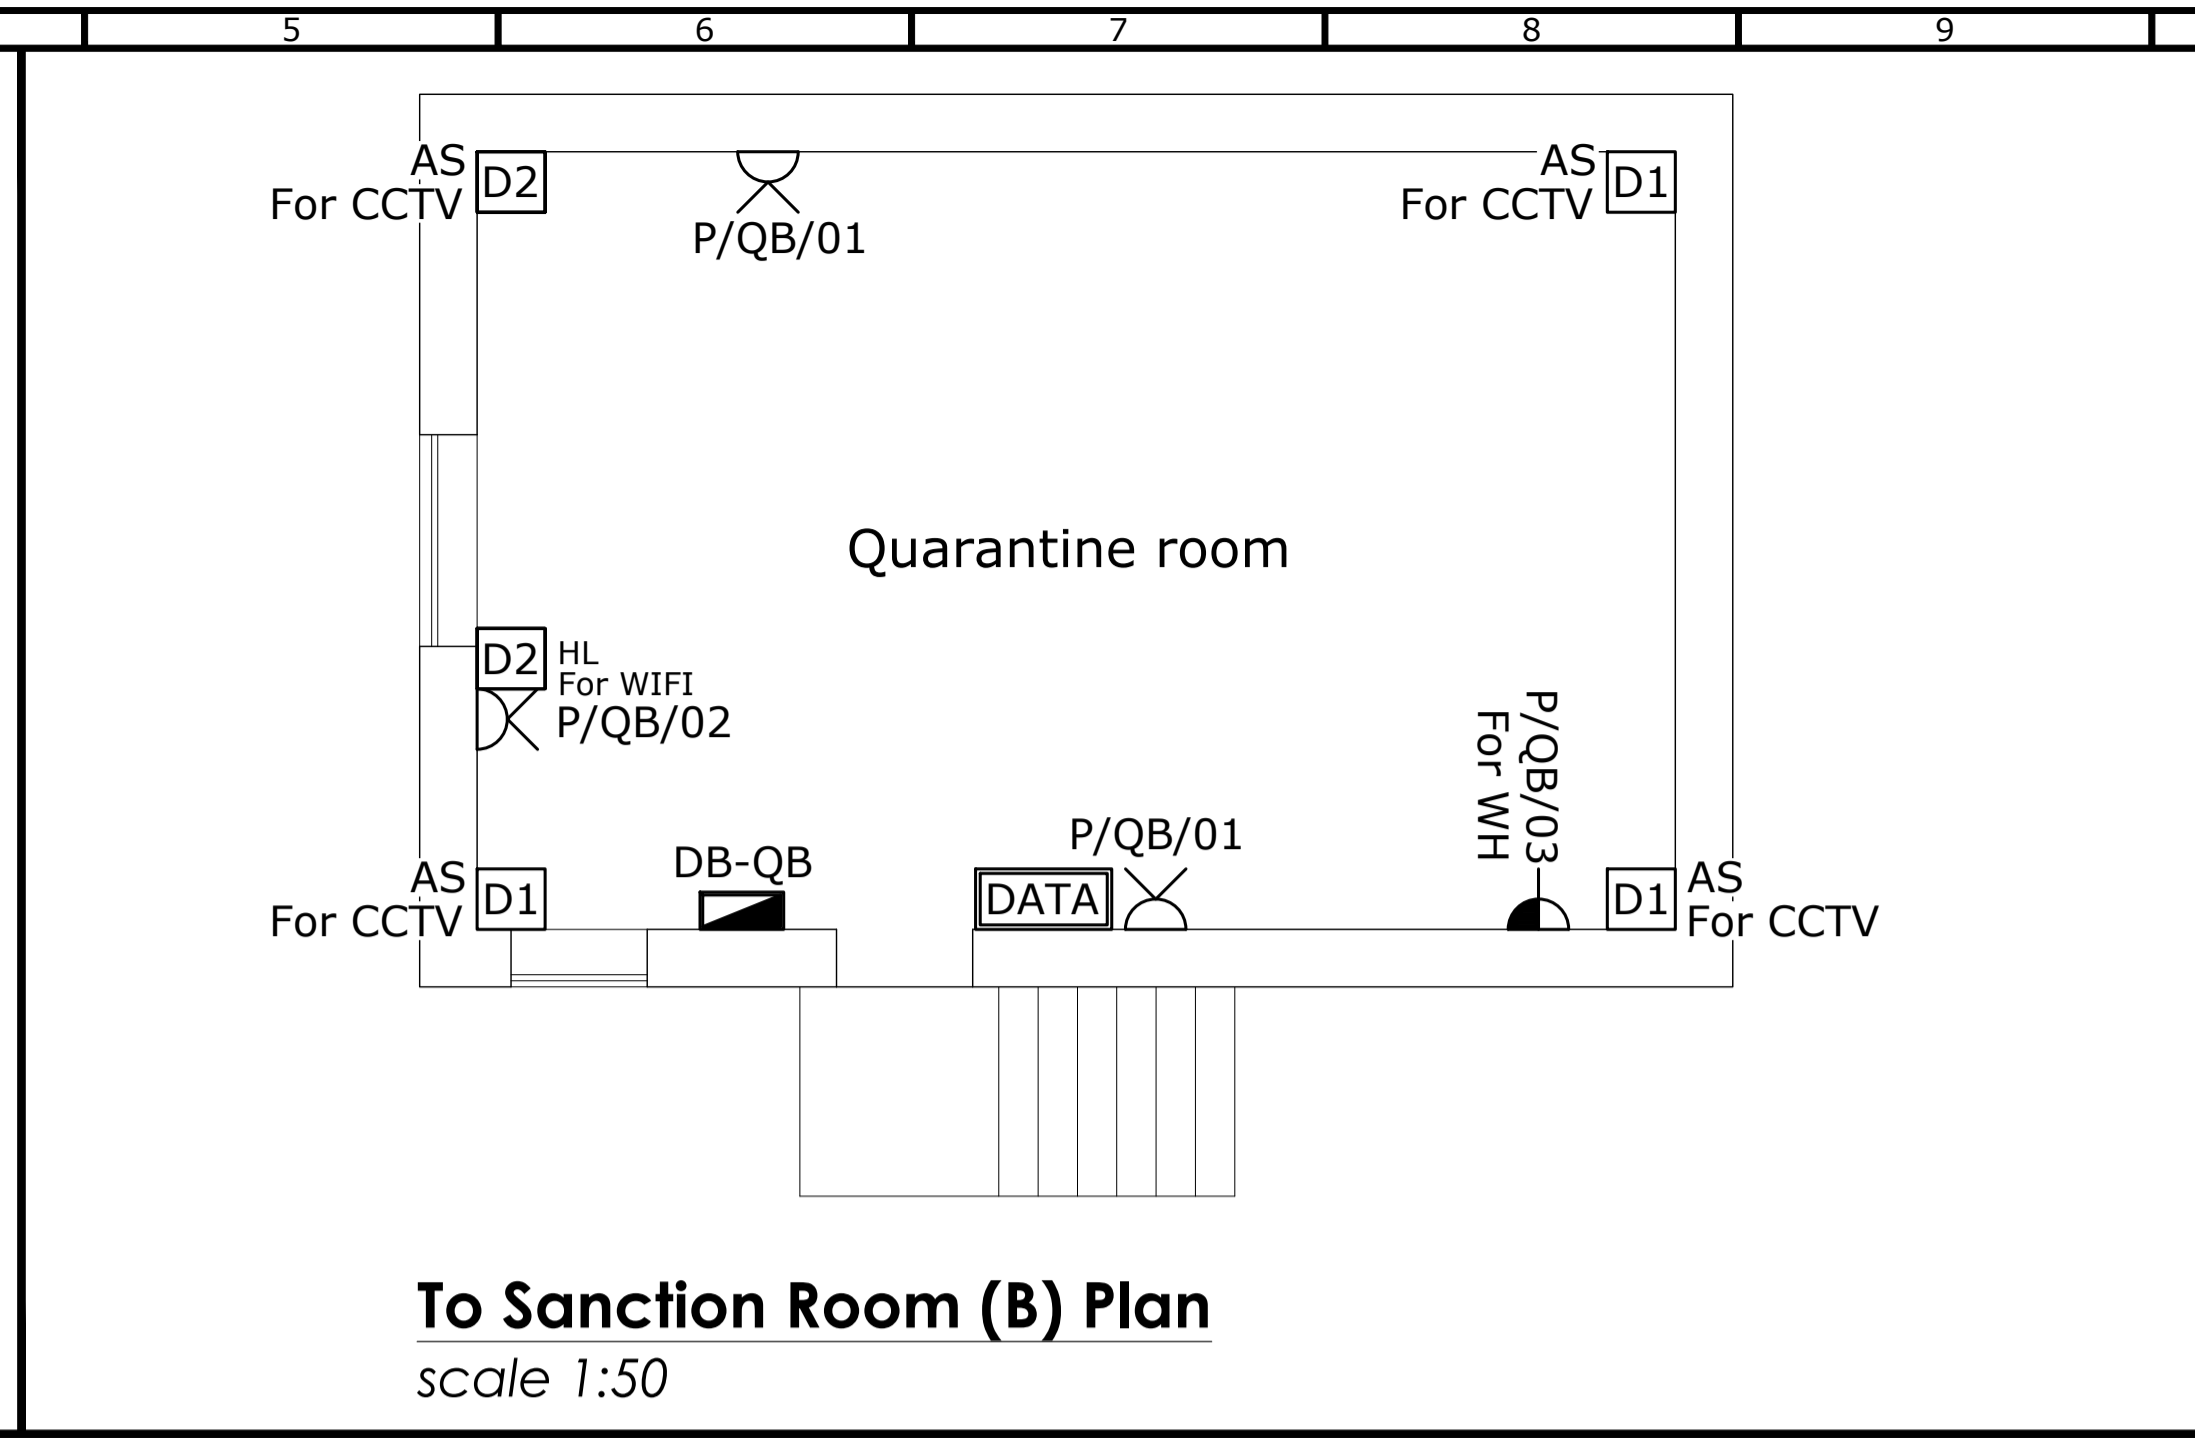 5
6
7
8
9
AS
For CCTV
D2
P/QB/01
AS
For CCTV
D1
Quarantine room
D2
HL
For WIFI
P/QB/02
P/QB/03
For WH
AS
For CCTV
D1
DB-QB
DATA
P/QB/01
D1
AS
For CCTV
To Sanction Room (B) Plan
scale 1:50